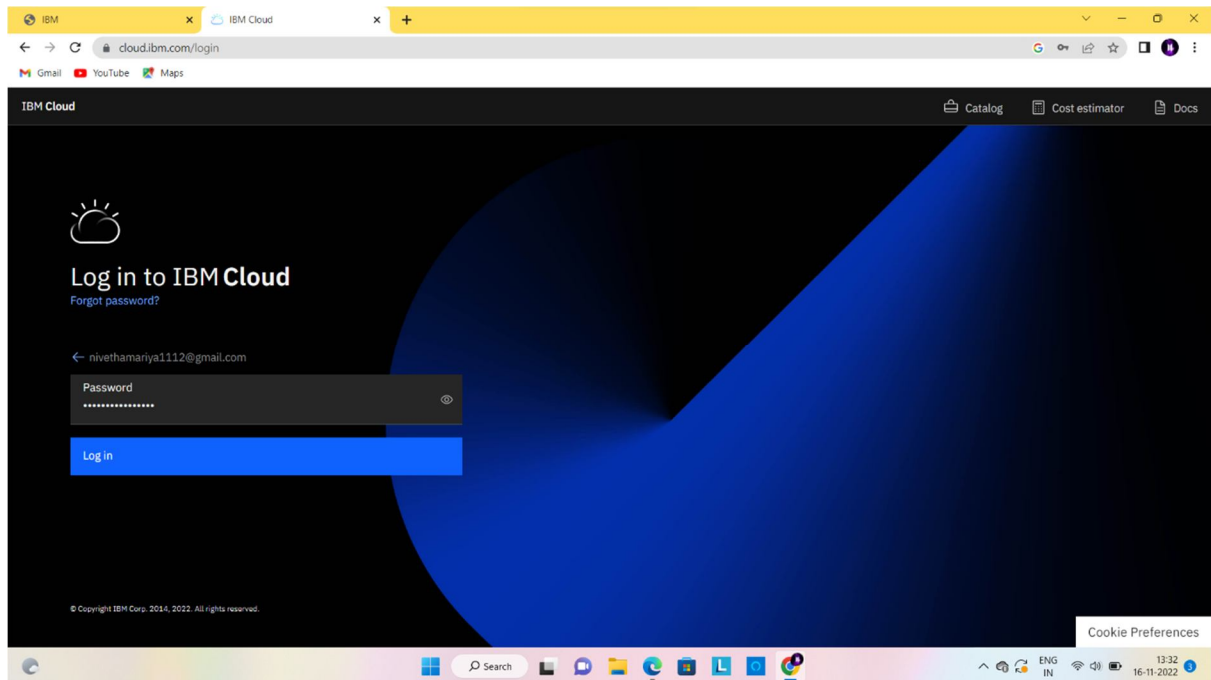 IBM
IBM Cloud
cloud.ibm.com/login
Gmail
YouTube
Maps
IBM Cloud
Catalog
Cost estimator
Docs
Log in to IBM Cloud
Forgot password?
nivethamariya1112@gmail.com
Password
••••••••••••••••
Log in
© Copyright IBM Corp. 2014, 2022. All rights reserved.
Cookie Preferences
Search
L
ENG
IN
13:32
16-11-2022
3